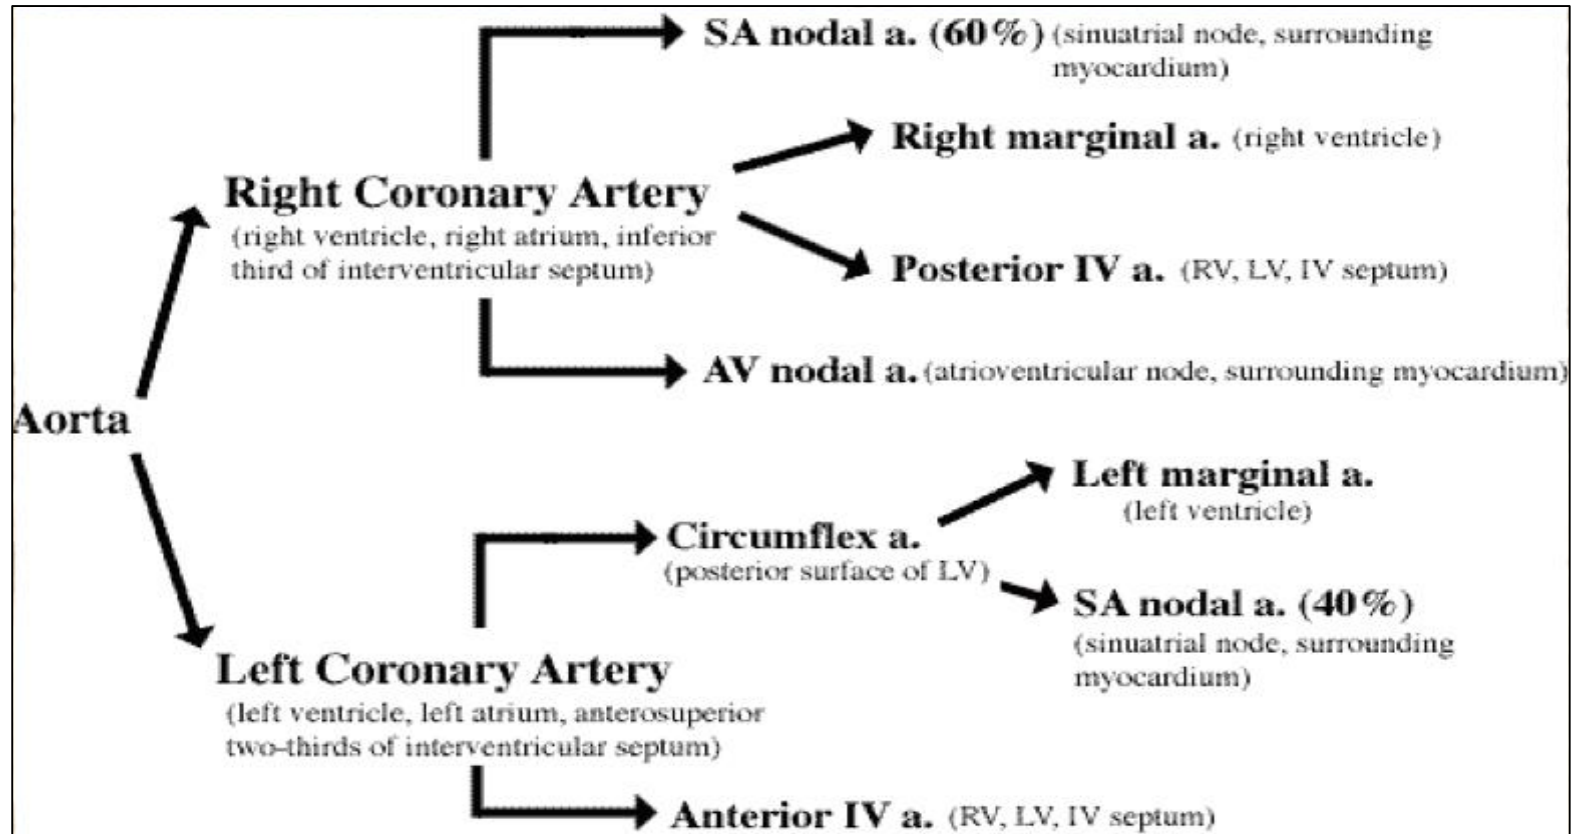 SA nodal a. (60%) (sinuatrial node, surrounding
myocardium)
Right marginal a. (right ventricle)
Right Coronary Artery
(right ventricle, right atrium, inferior
third of interventricular septum)
Posterior IV a. (RV, LV, IV septum)
AV nodal a. (atrioventricular node, surrounding myocardium)
Aorta
Left marginal a.
(left ventricle)
Circumflex a.
(posterior surface of LV)
SA nodal a. (40%)
(sinuatrial node, surrounding
myocardium)
Left Coronary Artery
(left ventricle, left atrium, anterosuperior
two-thirds of interventricular septum)
Anterior IV a. (RV, LV, IV septum)